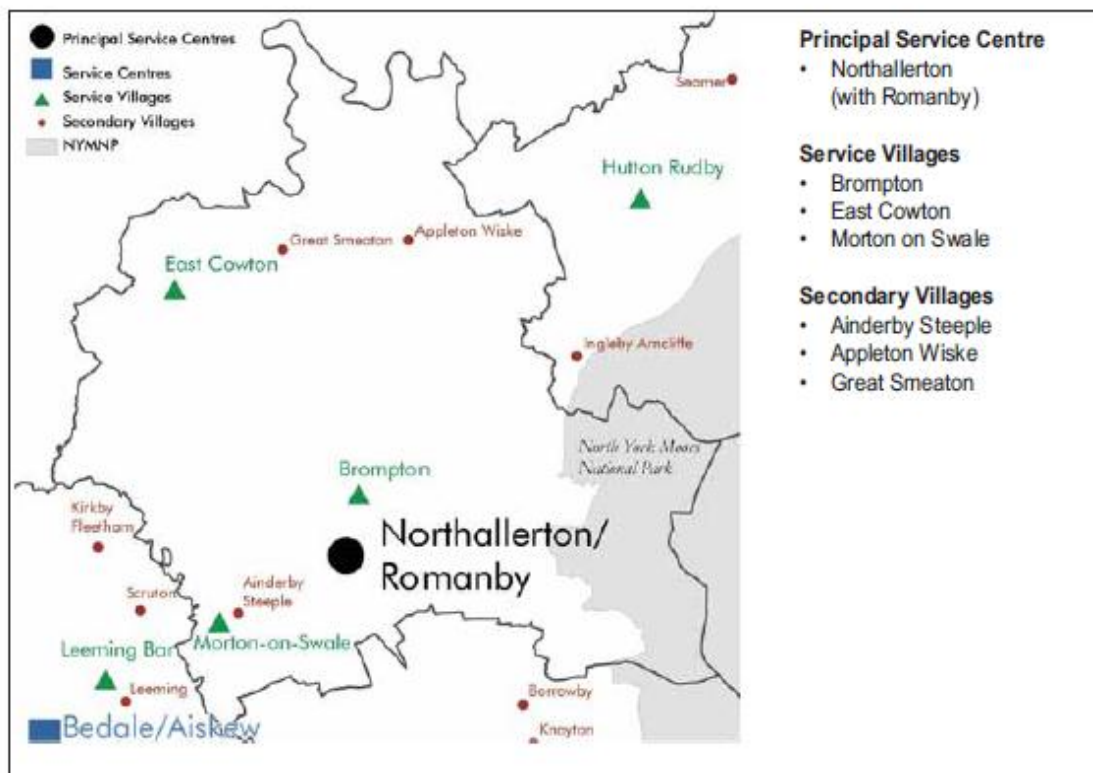 Principal Service Centres
Service Centres
Service Villages
Secondary Villages
NYMNP
Seamer
Hutton Rudby
Great Smeaton
Appleton Wiske
East Cowton
Ingleby Arncliffe
North York Moors
National Park
Brompton
Kirkby
Fleetham
Northallerton/
Romanby
Scruton
Ainderby
Steeple
Morton-on-Swale
Leeming Bar
Leeming
Borrowby
Knayton
Bedale/Aiskew
Principal Service Centre
• Northallerton
(with Romanby)
Service Villages
• Brompton
• East Cowton
• Morton on Swale
Secondary Villages
• Ainderby Steeple
• Appleton Wiske
• Great Smeaton